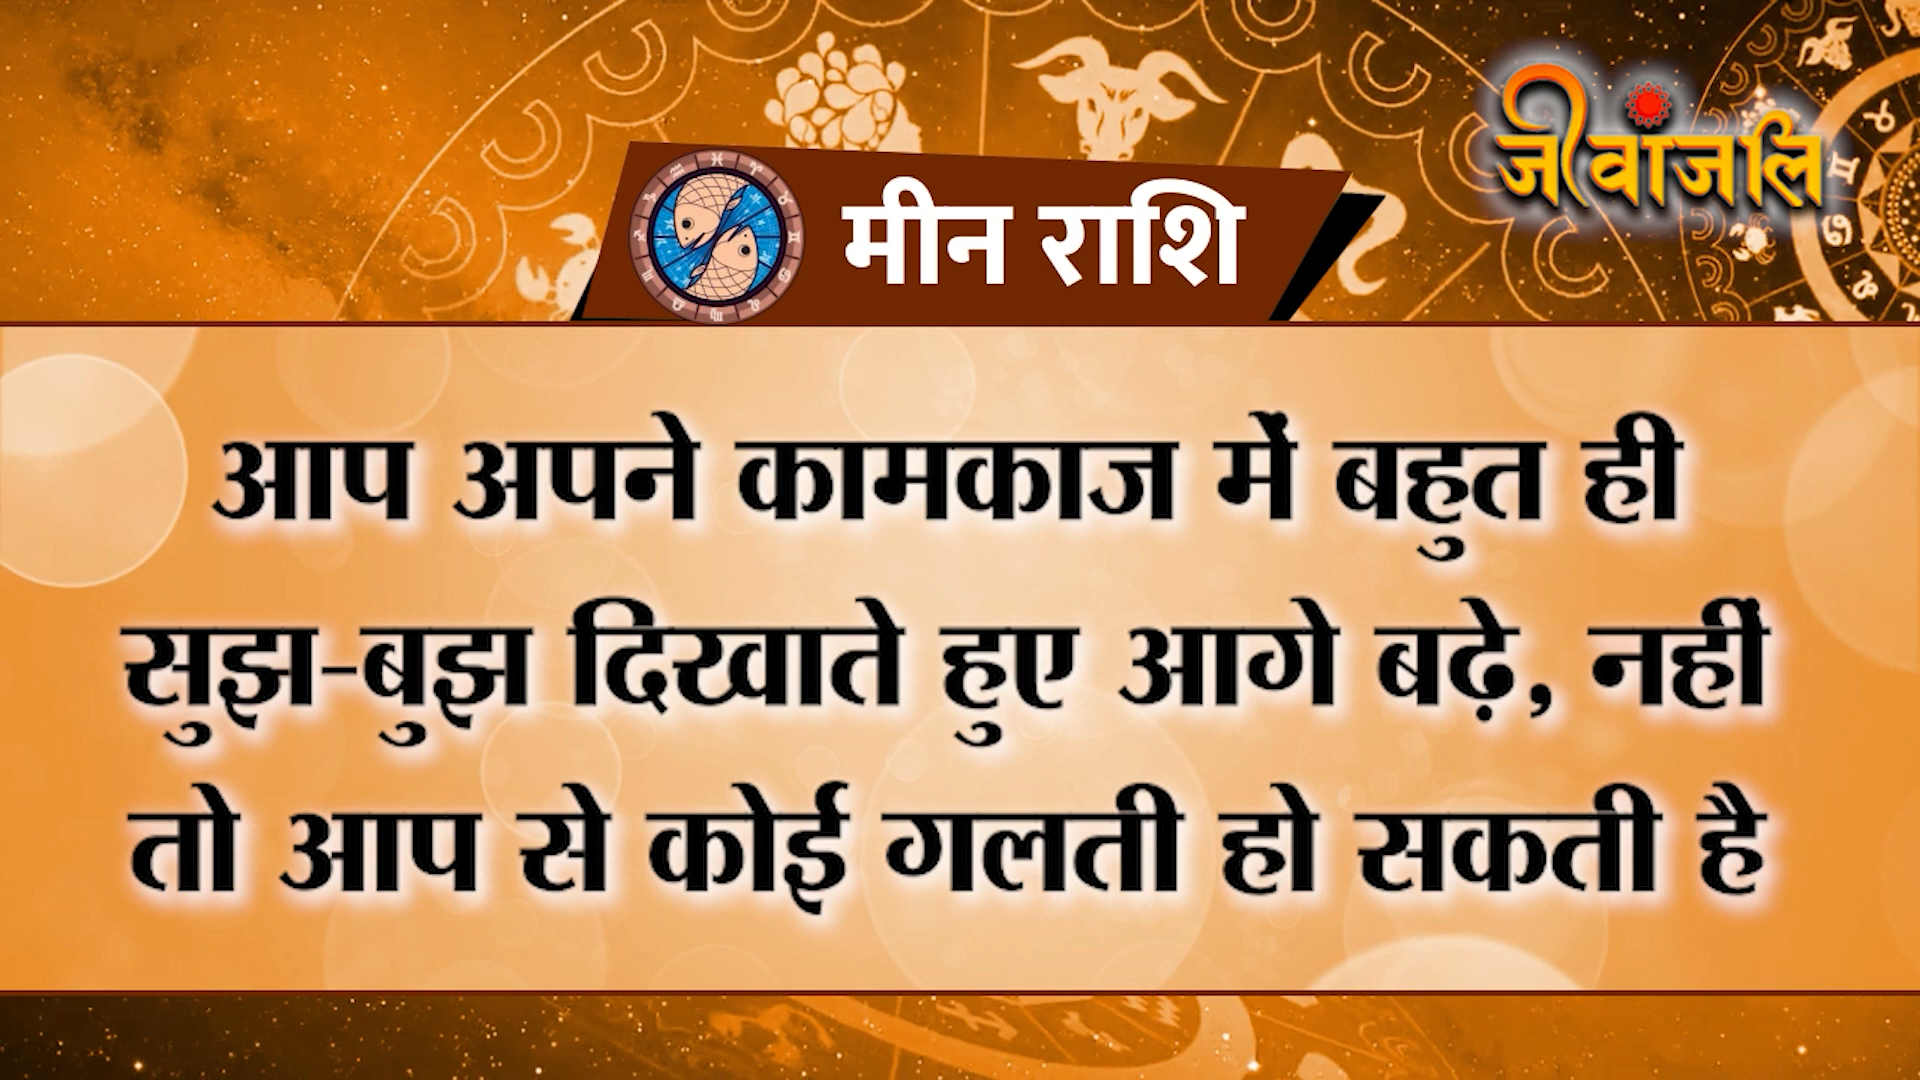 जीवांजलि
मीन राशि
आप अपने कामकाज में बहुत ही
सुझ-बुझ दिखाते हुए आगे बढ़े, नहीं
तो आप से कोई गलती हो सकती है